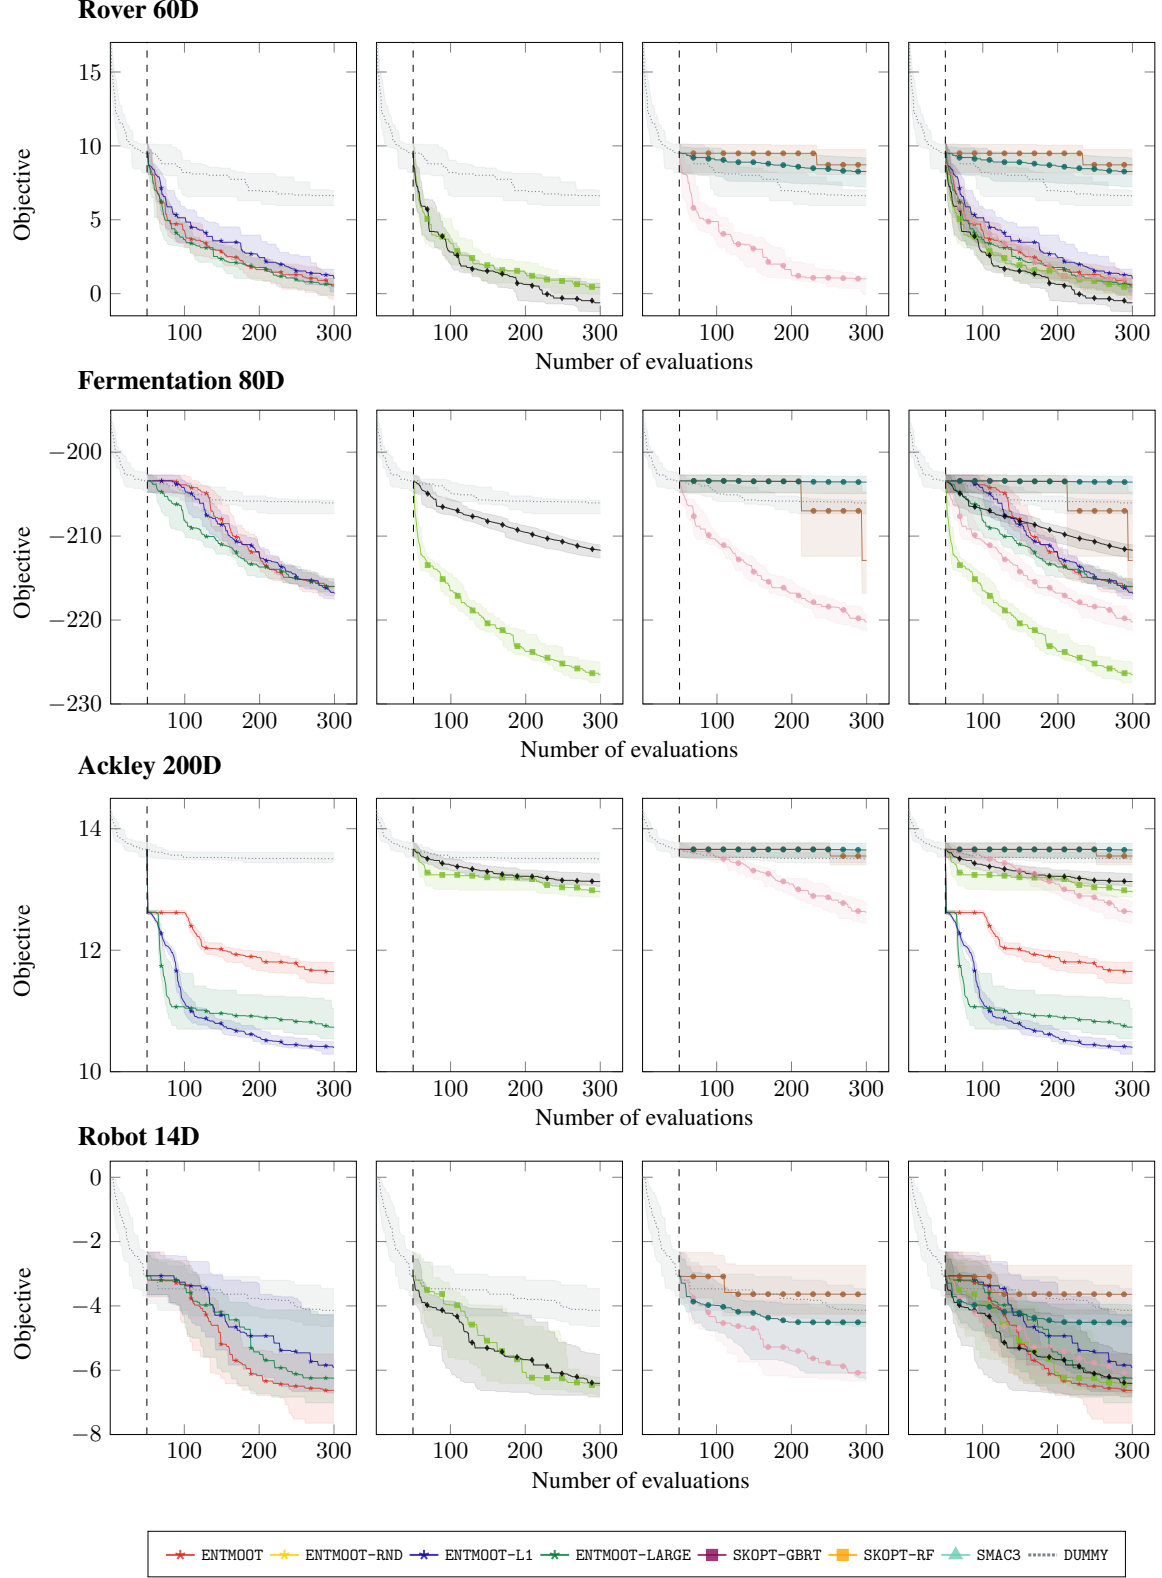 Rover 60D
15
10
5
0
Objective
100 200 300 100 200 300 100 200 300 100 200 300
Number of evaluations
Fermentation 80D
−200
−210
−220
−230
Objective
100 200 300 100 200 300 100 200 300 100 200 300
Number of evaluations
Ackley 200D
14
12
10
Objective
100 200 300 100 200 300 100 200 300 100 200 300
Number of evaluations
Robot 14D
0
−2
−4
−6
−8
Objective
100 200 300 100 200 300 100 200 300 100 200 300
Number of evaluations
ENTMOOT ENTMOOT-RND ENTMOOT-L1 ENTMOOT-LARGE SKOPT-GBRT SKOPT-RF SMAC3 DUMMY